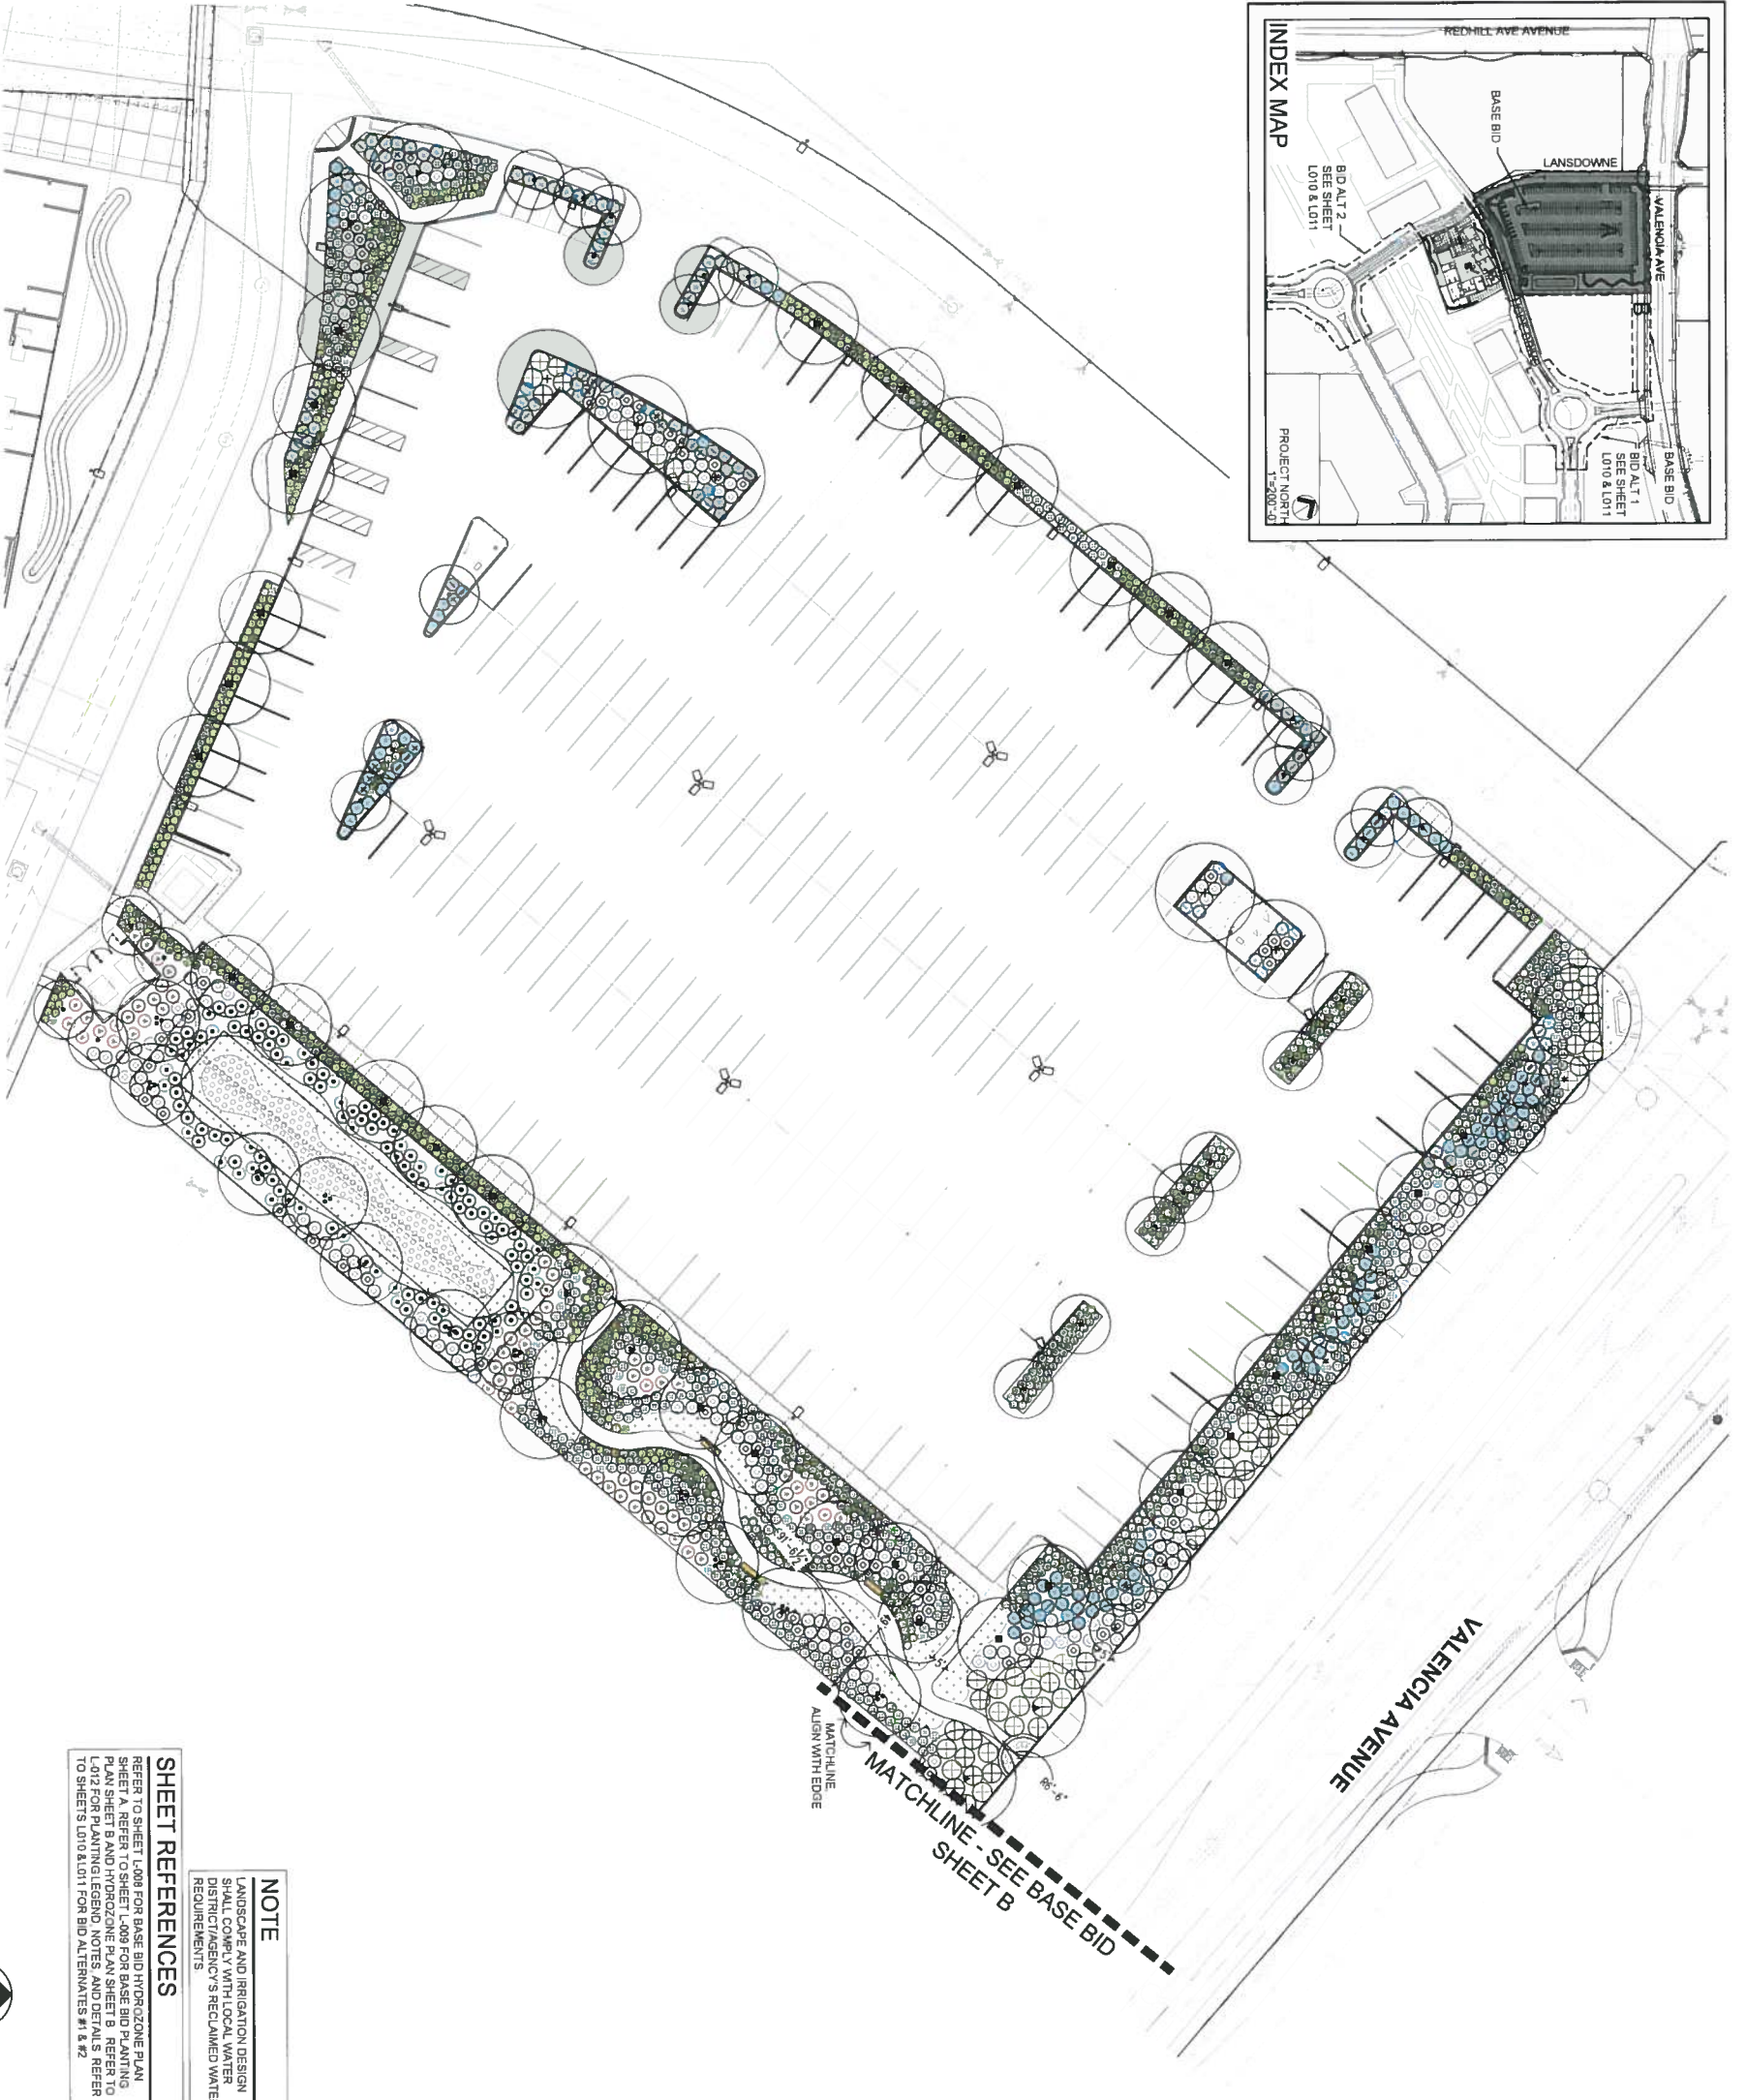 INDEX MAP
REDHILL AVE AVENUE
BASE BID
LANSDOWNE
VALENCIA AVE
BID ALT 2
SEE SHEET
L010 & L011
BASE BID
BID ALT 1
SEE SHEET
L010 & L011
PROJECT NORTH
1"=200'-0"
VALENCIA AVENUE
R6'-6"
MATCHLINE,
ALIGN WITH EDGE
MATCHLINE - SEE BASE BID
SHEET B
NOTE
LANDSCAPE AND IRRIGATION DESIGN
SHALL COMPLY WITH LOCAL WATER
DISTRICT/AGENCY'S RECLAIMED WATE
REQUIREMENTS.
SHEET REFERENCES
REFER TO SHEET L-008 FOR BASE BID HYDROZONE PLAN
SHEET A. REFER TO SHEET L-009 FOR BASE BID PLANTING
PLAN SHEET B AND HYDROZONE PLAN SHEET B. REFER TO
L-012 FOR PLANTING LEGEND, NOTES, AND DETAILS. REFER
TO SHEETS L010 & L011 FOR BID ALTERNATES #1 & #2